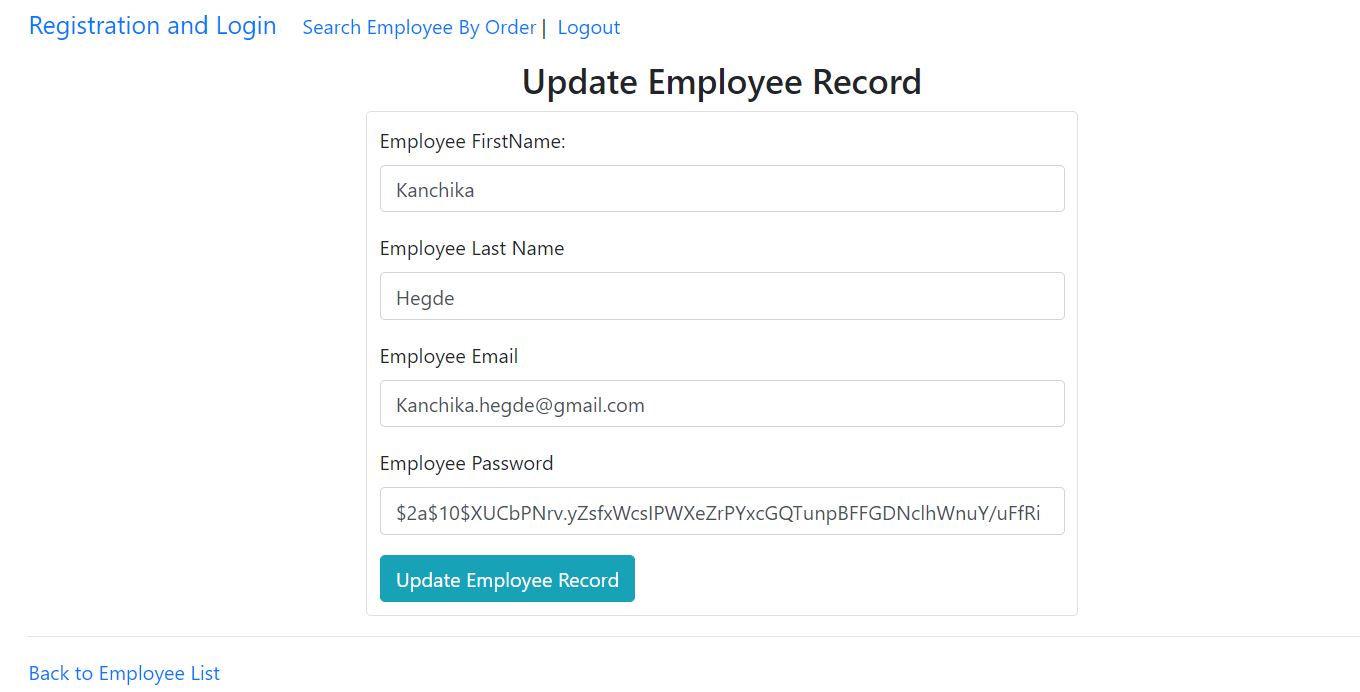 Registration and Login Search Employee By Order | Logout
Update Employee Record
Employee FirstName:
Kanchika
Employee Last Name
Hegde
Employee Email
Kanchika.hegde@gmail.com
Employee Password
$2a$10$XUCbPNrv.yZsfxWcsIPWXeZrPYxcGQTunpBFFGDNclhWnuY/uFfRi
Update Employee Record
Back to Employee List